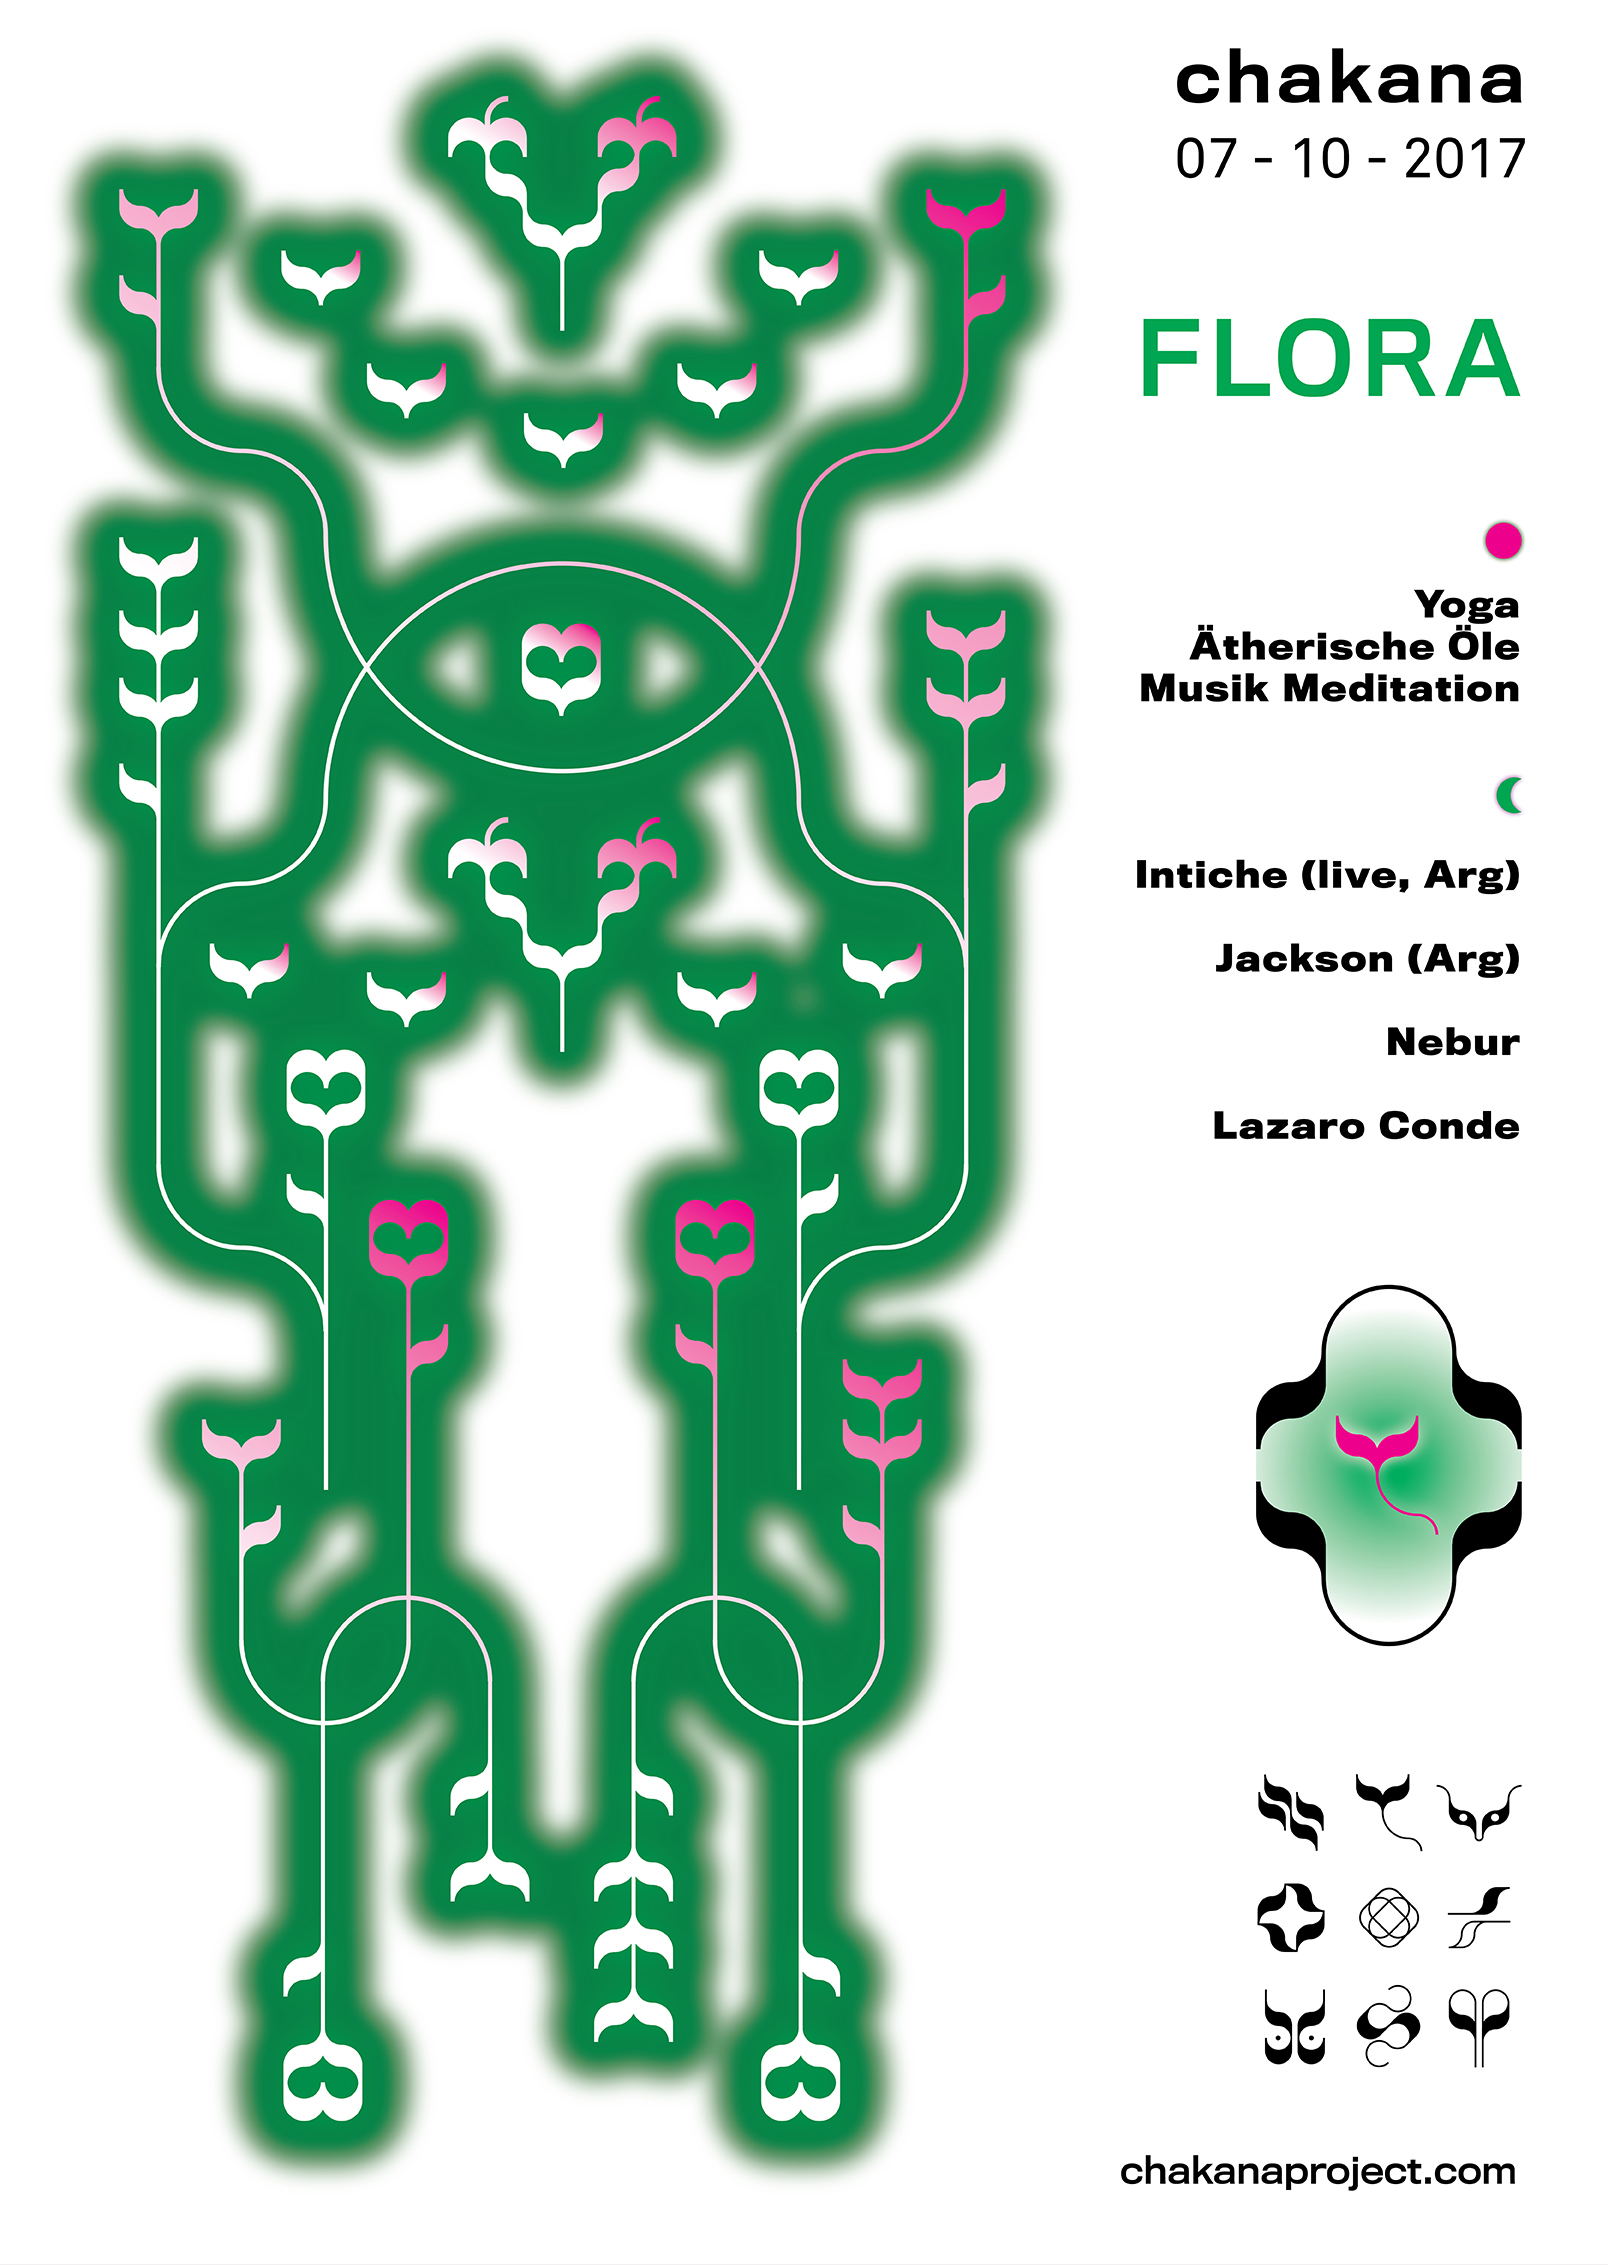 chakana
07 - 10 - 2017
FLORA
Yoga
Ätherische Öle
Musik Meditation
Intiche (live, Arg)
Jackson (Arg)
Nebur
Lazaro Conde
chakanaproject.com